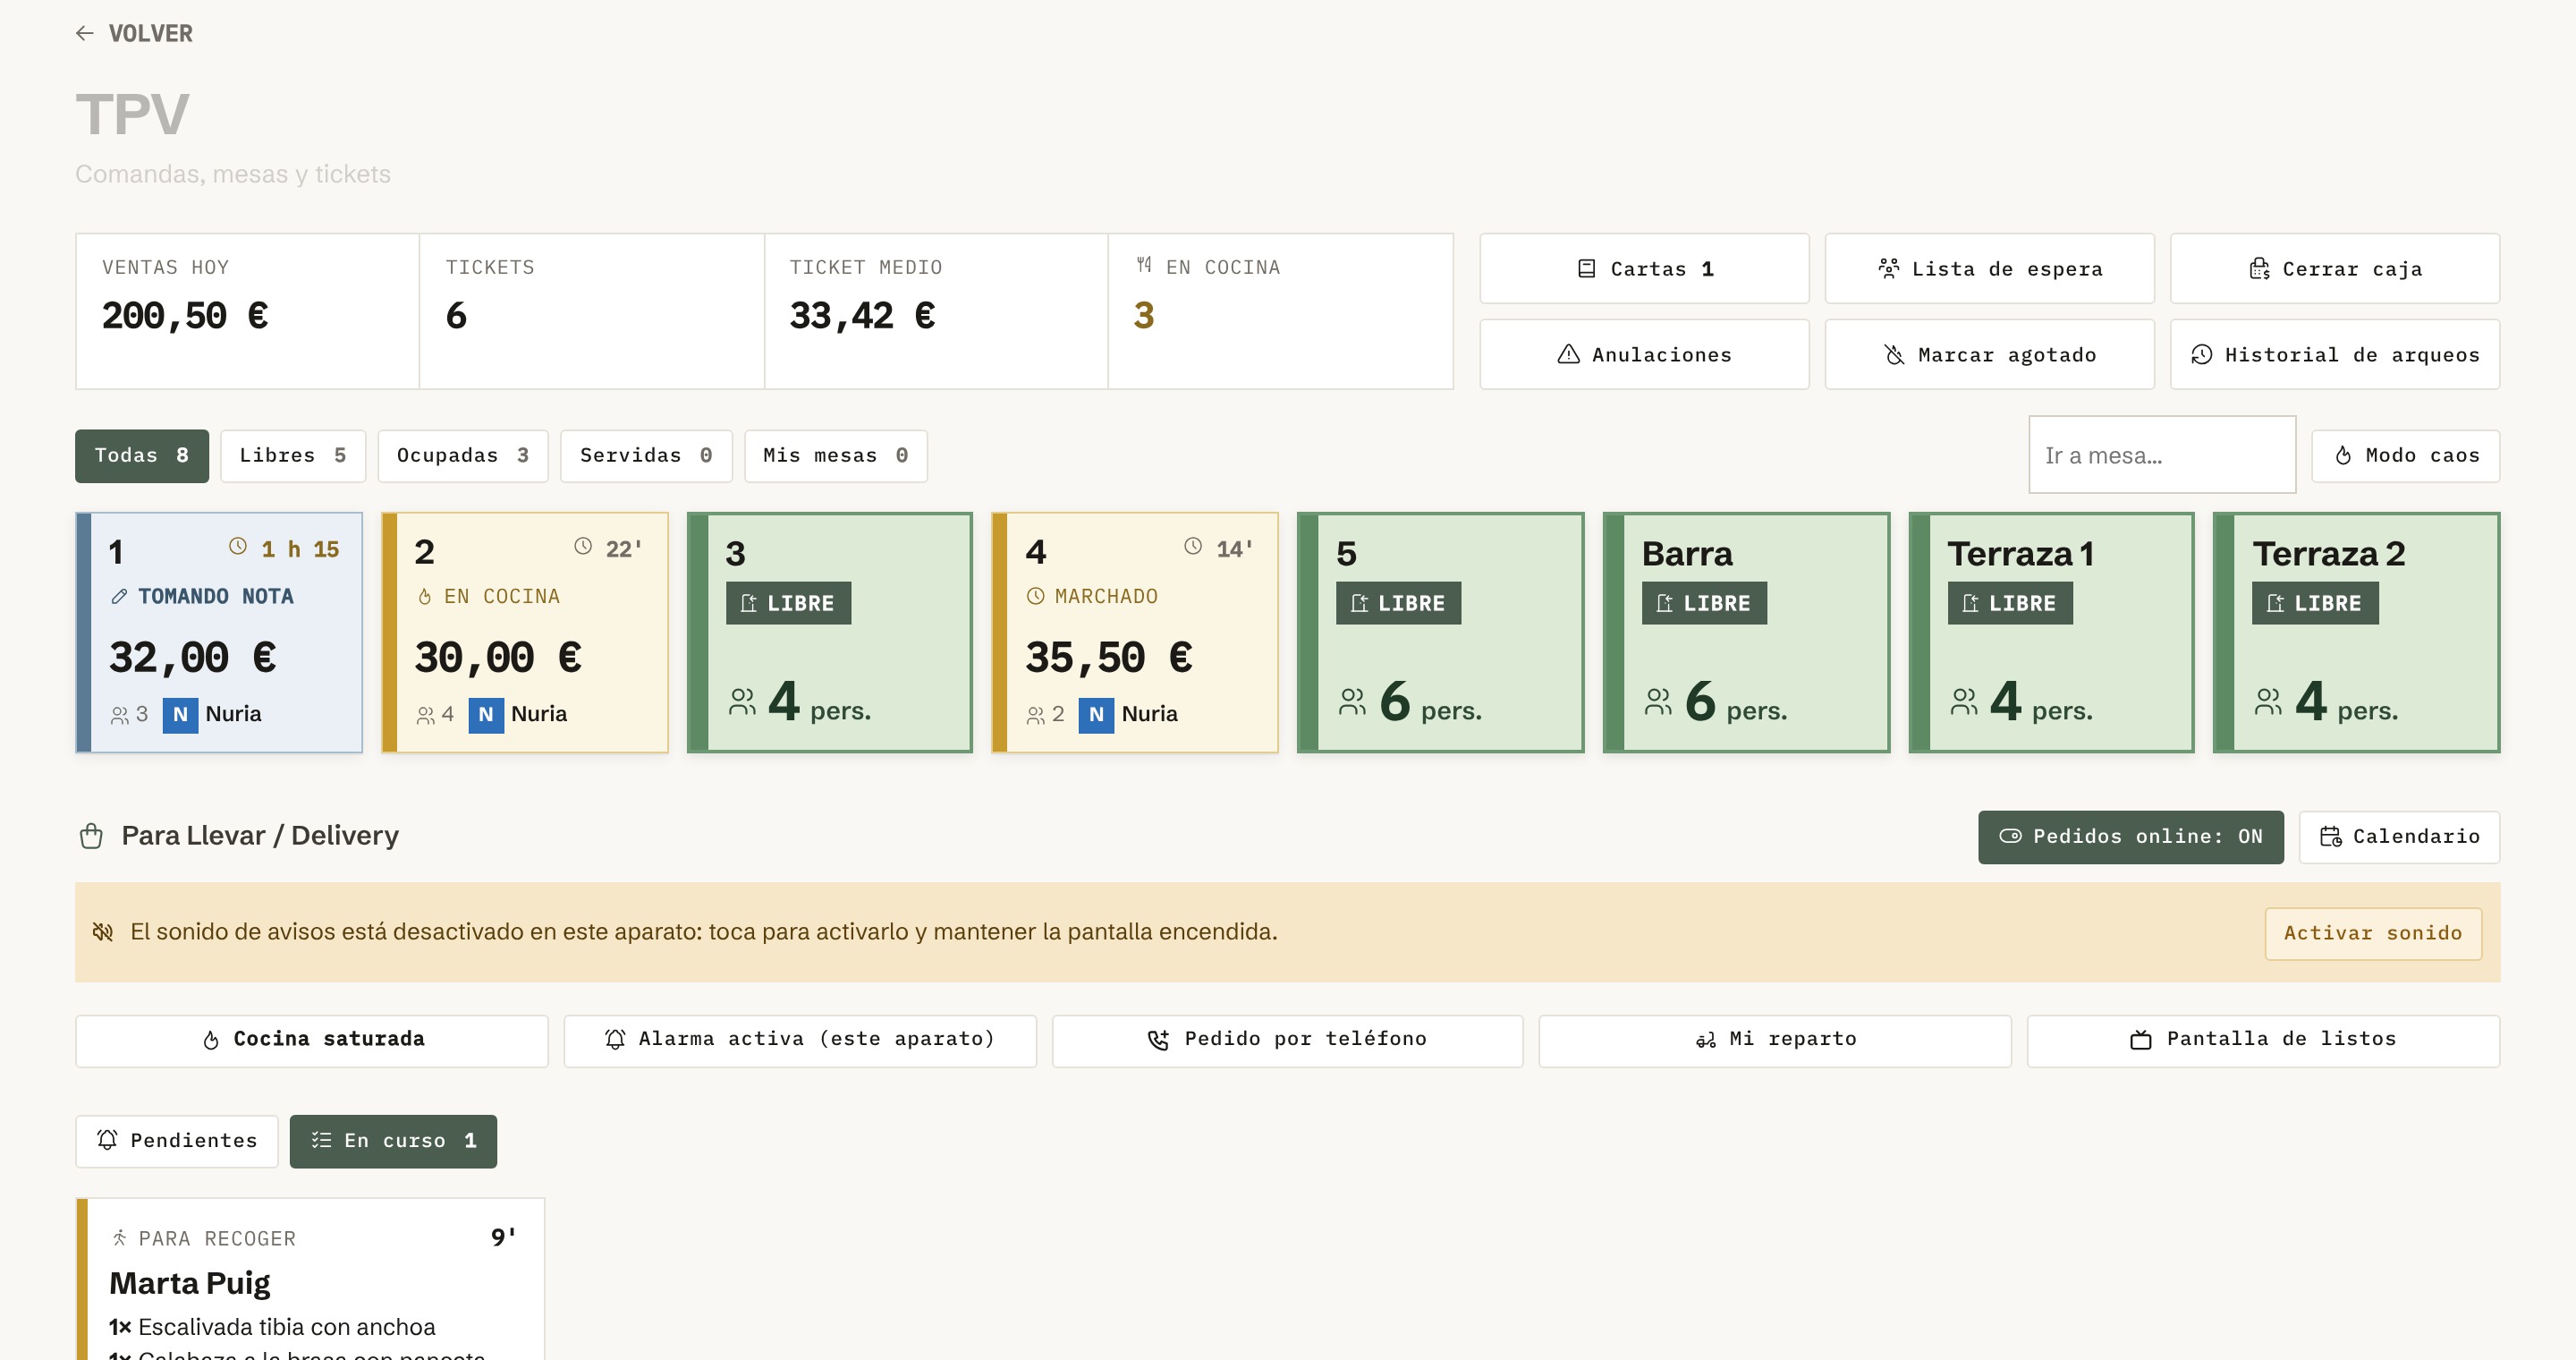 VOLVER
TPV
Comandas, mesas y tickets
VENTAS HOY
200,50 €
TICKETS
6
TICKET MEDIO
33,42 €
EN COCINA
3
Cartas 1
Lista de espera
Cerrar caja
Anulaciones
Marcar agotado
Historial de arqueos
Todas 8
Libres 5
Ocupadas 3
Servidas 0
Mis mesas 0
Ir a mesa...
Modo caos
1
1 h 15
TOMANDO NOTA
32,00 €
3 N Nuria
2
22'
EN COCINA
30,00 €
4 N Nuria
3
LIBRE
4 pers.
4
14'
MARCHADO
35,50 €
2 N Nuria
5
LIBRE
6 pers.
Barra
LIBRE
6 pers.
Terraza 1
LIBRE
4 pers.
Terraza 2
LIBRE
4 pers.
Para Llevar / Delivery
Pedidos online: ON
Calendario
El sonido de avisos está desactivado en este aparato: toca para activarlo y mantener la pantalla encendida.
Activar sonido
Cocina saturada
Alarma activa (este aparato)
Pedido por teléfono
Mi reparto
Pantalla de listos
Pendientes
En curso 1
PARA RECOGER
9'
Marta Puig
1× Escalivada tibia con anchoa
1× Calabaza a la brasa con panceta